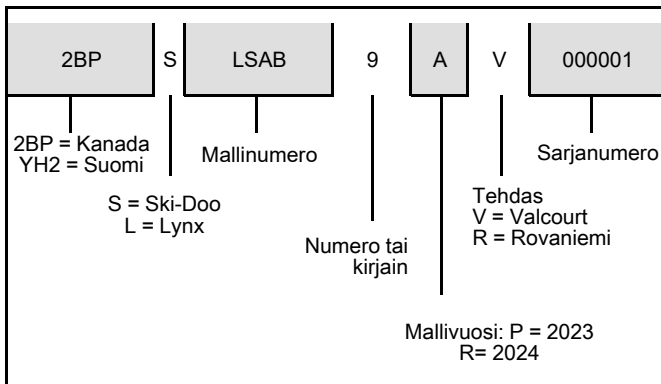 2BP S LSAB 9 A V 000001
2BP = Kanada
YH2 = Suomi
Mallinumero
Sarjanumero
S = Ski-Doo
L = Lynx
Tehdas
V = Valcourt
R = Rovaniemi
Numero tai
kirjain
Mallivuosi: P = 2023
R= 2024